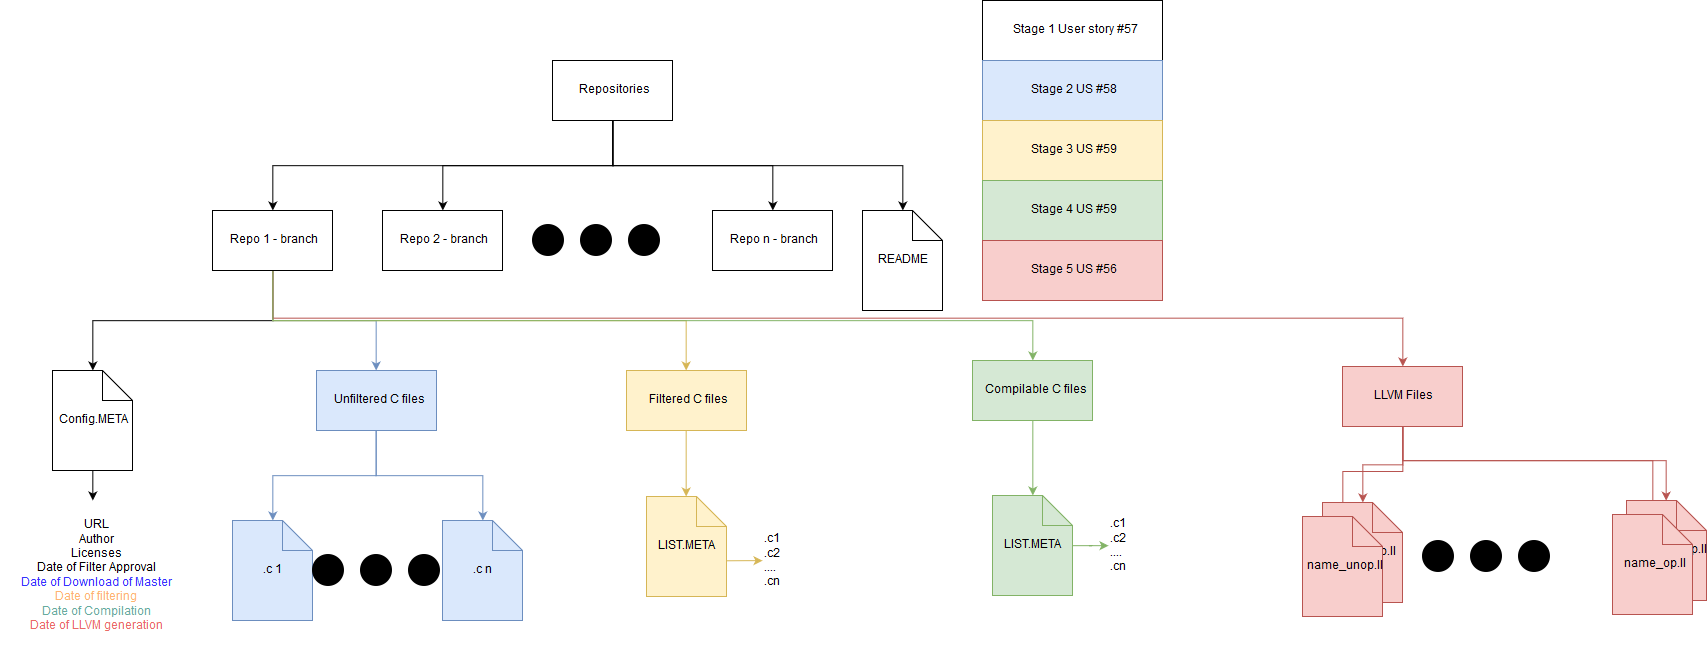 Stage 1 User story #57
Repositories
Stage 2 US #58
Stage 3 US #59
Stage 4 US #59
Stage 5 US #56
Repo 1 - branch
Repo 2 - branch
Repo n - branch
README
Config.META
Unfiltered C files
Filtered C files
Compilable C files
LLVM Files
URL
Author
Licenses
Date of Filter Approval
Date of Download of Master
Date of filtering
Date of Compilation
Date of LLVM generation
.c 1
.c n
LIST.META
.c1
.c2
....
.cn
LIST.META
.c1
.c2
....
.cn
p.ll
name_unop.ll
p.ll
name_op.ll